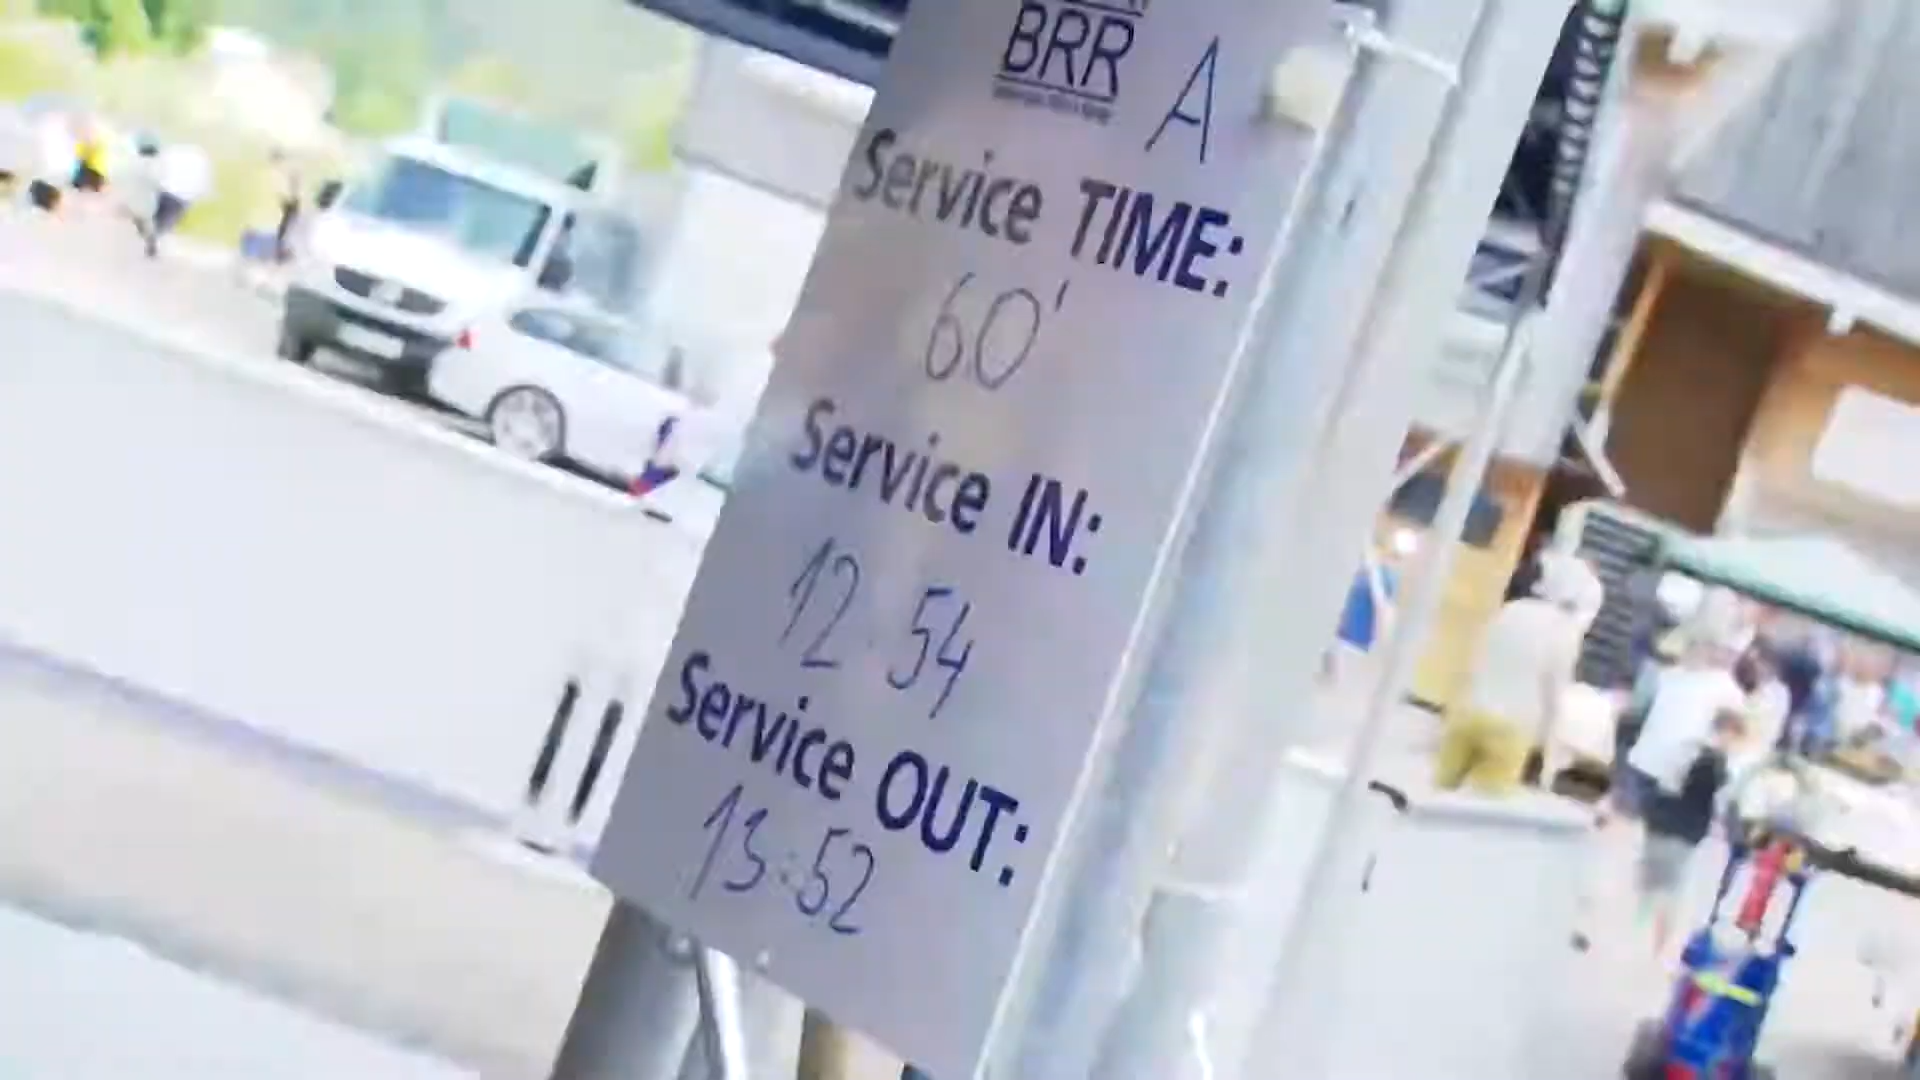 BRR A
Service TIME:
60'
Service IN:
12:54
Service OUT:
13:52